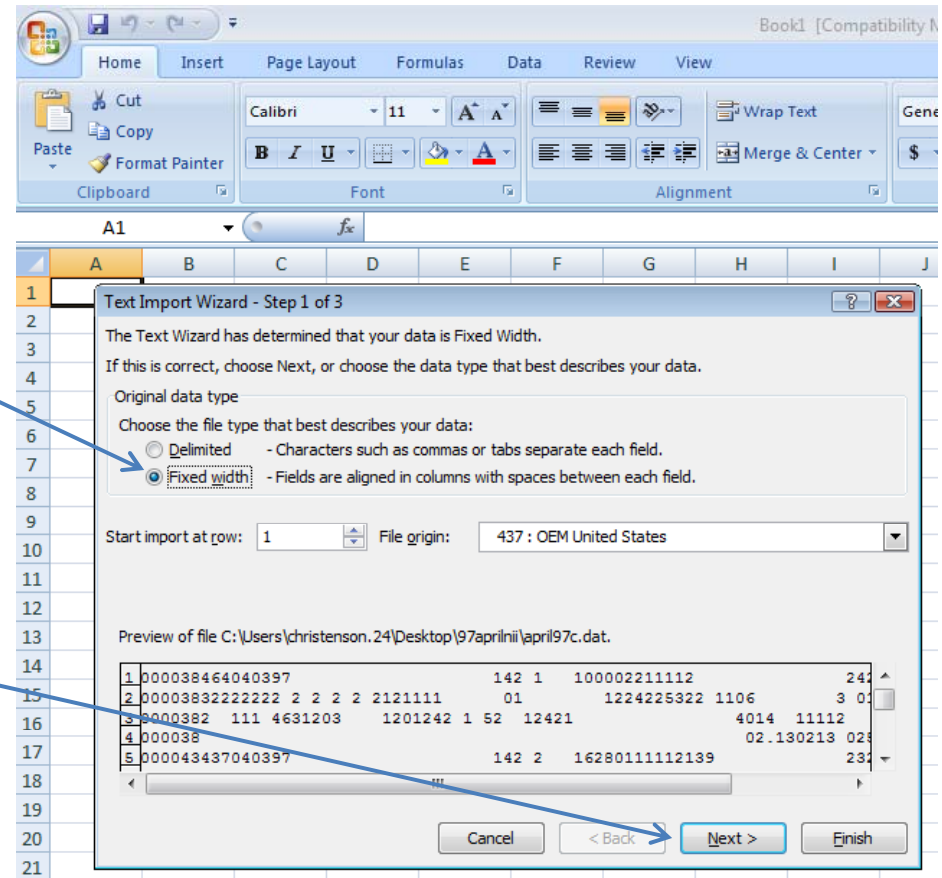 Book1 [Compatibility M
Home Insert Page Layout Formulas Data Review View
Cut
Copy
Format Painter
Paste
Calibri 11 A A
Wrap Text
Gene
B I U A
Merge & Center
$
Clipboard Font Alignment
A1 fx
A B C D E F G H I J
1
2
3
4
5
6
7
8
9
10
11
12
13
14
15
16
17
18
19
20
21
Text Import Wizard - Step 1 of 3
The Text Wizard has determined that your data is Fixed Width.
If this is correct, choose Next, or choose the data type that best describes your data.
Original data type
Choose the file type that best describes your data:
Delimited - Characters such as commas or tabs separate each field.
Fixed width - Fields are aligned in columns with spaces between each field.
Start import at row: 1 File origin: 437 : OEM United States
Preview of file C:\Users\christenson.24\Desktop\97aprilnii\april97c.dat.
1 000038464040397 142 1 100002211112 242
2 00003832222222 2 2 2 2 2121111 01 1224225322 1106 3 01
3 0000382 111 4631203 1201242 1 52 12421 4014 11112
4 000038 02.130213 028
5 000043437040397 142 2 16280111112139 232
Cancel < Back Next > Finish